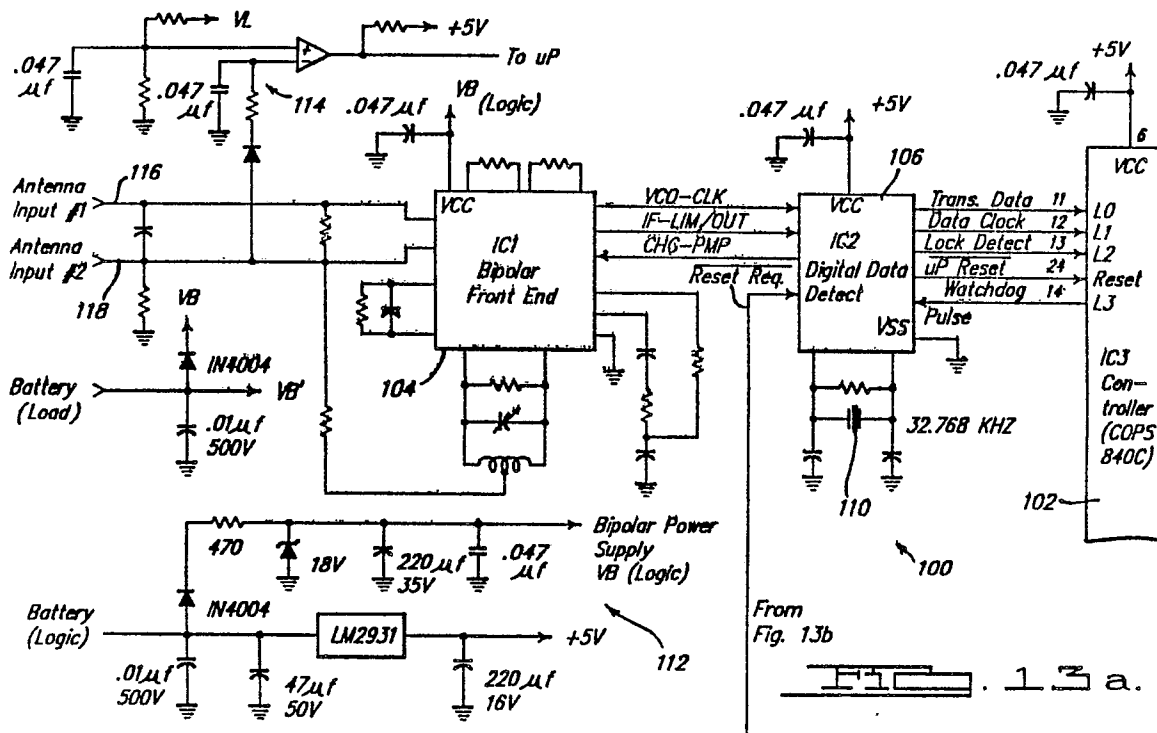 VL
+5V
.047
μf
.047
μf
114
To uP
.047 μf
VB
(Logic)
.047 μf
+5V
.047 μf
+5V
6
VCC
Antenna
Input #1
116
Antenna
Input #2
118
VCC
IC1
Bipolar
Front End
104
VCO-CLK
IF-LIM/OUT
CHG-PMP
Reset Req.
106
VCC
IC2
Digital Data
Detect
VSS
Trans. Data 11
Data Clock 12
Lock Detect 13
uP Reset 24
Watchdog 14
Pulse
L0
L1
L2
Reset
L3
IC3
Con-
troller
(COPS
840C)
102
VB
IN4004
Battery
(Load)
VB'
.01μf
500V
32.768 KHZ
110
100
470
18V
220μf
35V
.047
μf
Bipolar Power
Supply
VB (Logic)
IN4004
Battery
(Logic)
LM2931
+5V
.01μf
500V
47μf
50V
220μf
16V
112
From
Fig. 13b
Fig. 13a.